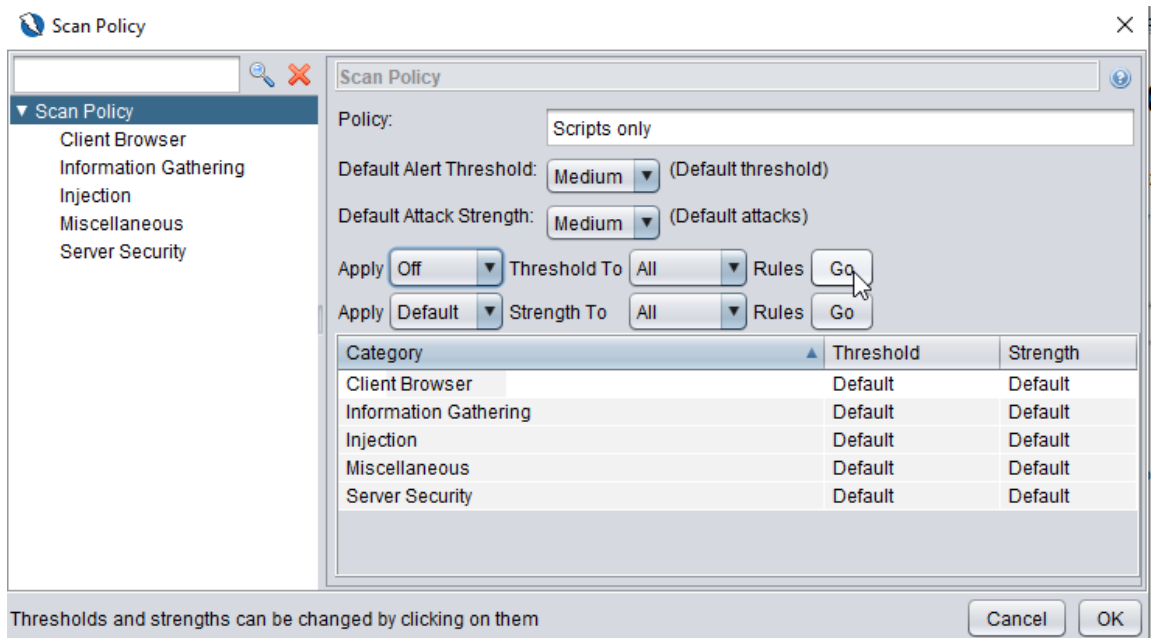 Scan Policy
Scan Policy
Client Browser
Information Gathering
Injection
Miscellaneous
Server Security
Scan Policy
Policy: Scripts only
Default Alert Threshold: Medium (Default threshold)
Default Attack Strength: Medium (Default attacks)
Apply Off Threshold To All Rules Go
Apply Default Strength To All Rules Go
Category Threshold Strength
Client Browser Default Default
Information Gathering Default Default
Injection Default Default
Miscellaneous Default Default
Server Security Default Default
Thresholds and strengths can be changed by clicking on them Cancel OK